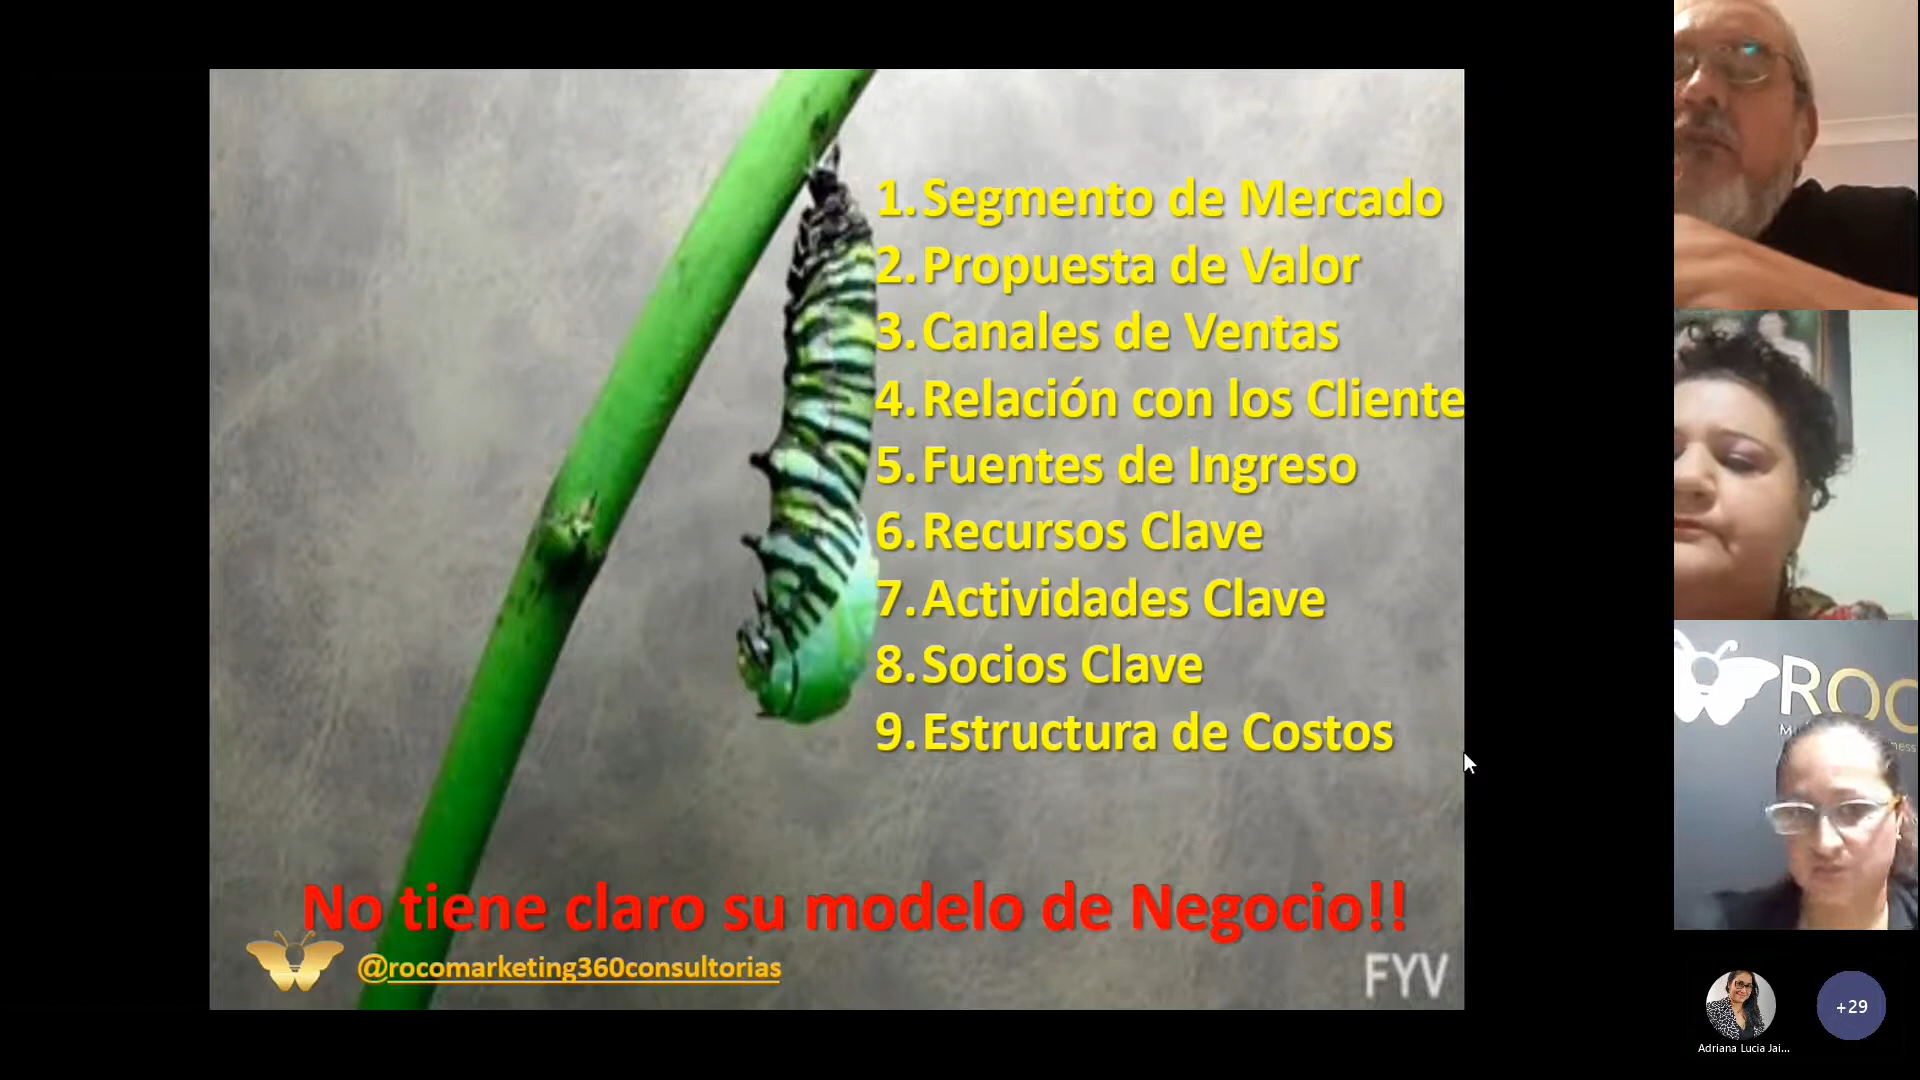 1. Segmento de Mercado
2. Propuesta de Valor
3. Canales de Ventas
4. Relación con los Cliente
5. Fuentes de Ingreso
6. Recursos Clave
7. Actividades Clave
8. Socios Clave
9. Estructura de Costos
No tiene claro su modelo de Negocio!!
@rocomarketing360consultorias
FYV
ROC
+29
Adriana Lucia Jai...